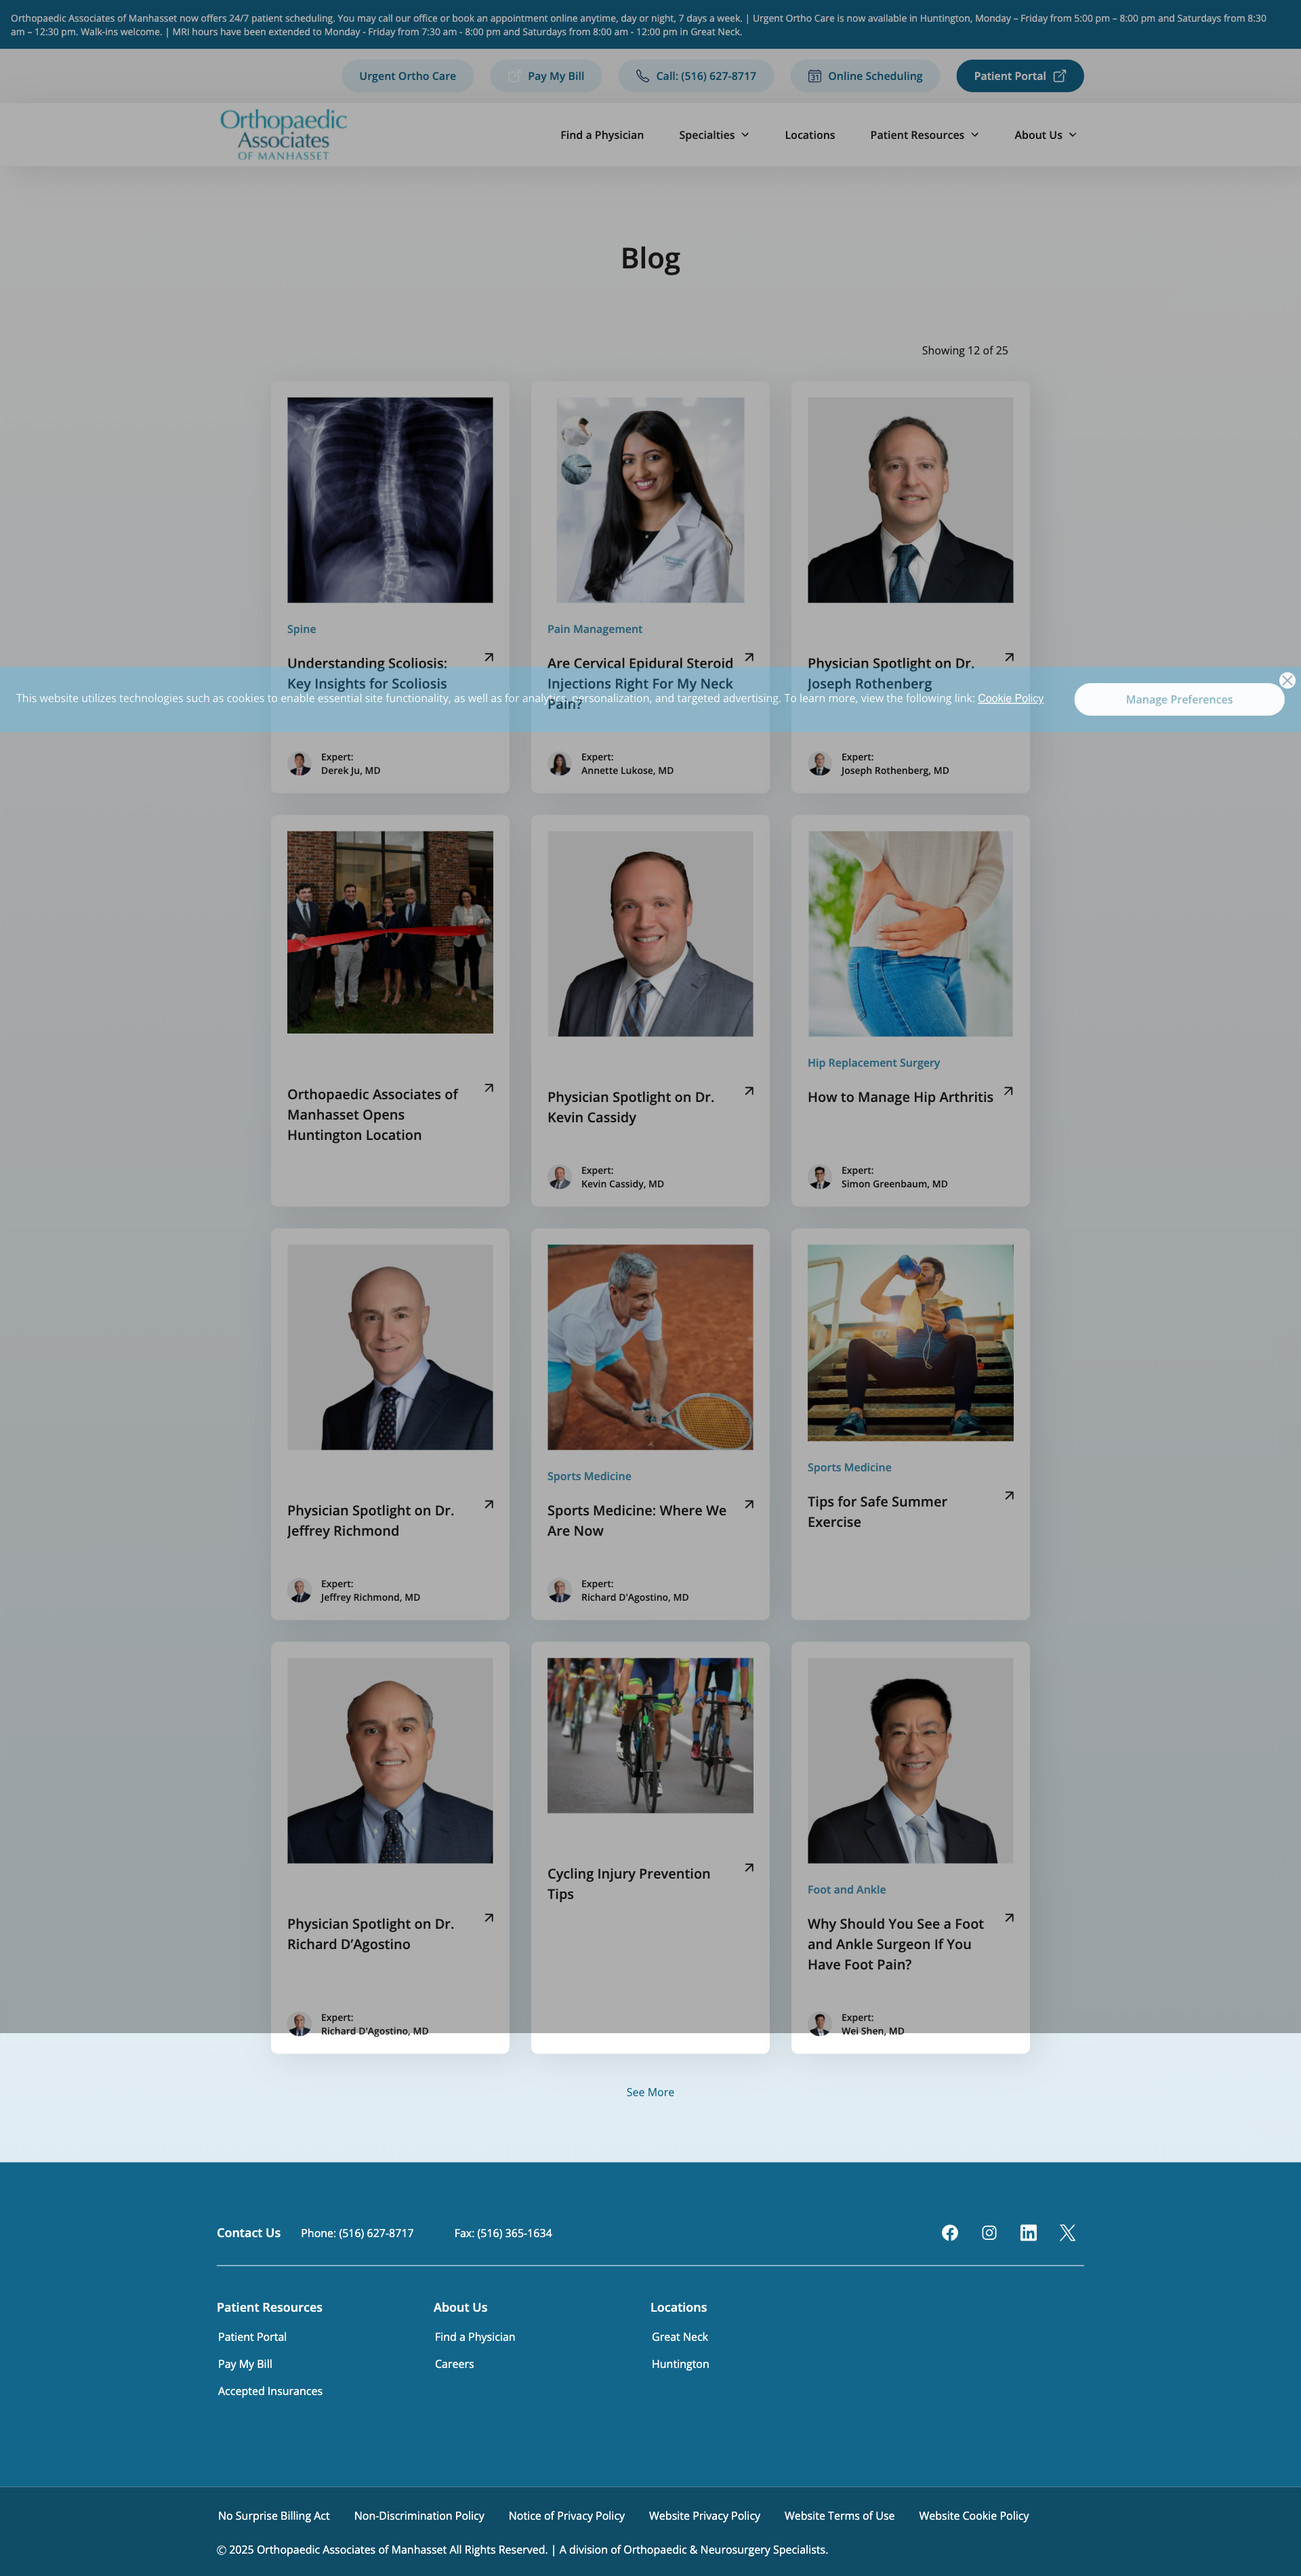 Orthopaedic Associates of Manhasset now offers 24/7 patient scheduling. You may call our office or book an appointment online anytime, day or night, 7 days a week. | Urgent Ortho Care is now available in Huntington, Monday – Friday from 5:00 pm – 8:00 pm and Saturdays from 8:30
am – 12:30 pm. Walk-ins welcome. | MRI hours have been extended to Monday - Friday from 7:30 am - 8:00 pm and Saturdays from 8:00 am - 12:00 pm in Great Neck.
Urgent Ortho Care
Pay My Bill
Call: (516) 627-8717
Online Scheduling
Patient Portal
Orthopaedic
Associates
OF MANHASSET
Find a Physician
Specialties
Locations
Patient Resources
About Us
Blog
Showing 12 of 25
Spine
Understanding Scoliosis:
Key Insights for Scoliosis
Expert:
Derek Ju, MD
Pain Management
Are Cervical Epidural Steroid
Injections Right For My Neck
Pain?
Expert:
Annette Lukose, MD
Physician Spotlight on Dr.
Joseph Rothenberg
Expert:
Joseph Rothenberg, MD
This website utilizes technologies such as cookies to enable essential site functionality, as well as for analytics, personalization, and targeted advertising. To learn more, view the following link: Cookie Policy
Manage Preferences
Orthopaedic Associates of
Manhasset Opens
Huntington Location
Physician Spotlight on Dr.
Kevin Cassidy
Expert:
Kevin Cassidy, MD
Hip Replacement Surgery
How to Manage Hip Arthritis
Expert:
Simon Greenbaum, MD
Physician Spotlight on Dr.
Jeffrey Richmond
Expert:
Jeffrey Richmond, MD
Sports Medicine
Sports Medicine: Where We
Are Now
Expert:
Richard D'Agostino, MD
Sports Medicine
Tips for Safe Summer
Exercise
Physician Spotlight on Dr.
Richard D’Agostino
Expert:
Richard D'Agostino, MD
Cycling Injury Prevention
Tips
Foot and Ankle
Why Should You See a Foot
and Ankle Surgeon If You
Have Foot Pain?
Expert:
Wei Shen, MD
See More
Contact Us
Phone: (516) 627-8717
Fax: (516) 365-1634
Patient Resources
Patient Portal
Pay My Bill
Accepted Insurances
About Us
Find a Physician
Careers
Locations
Great Neck
Huntington
No Surprise Billing Act
Non-Discrimination Policy
Notice of Privacy Policy
Website Privacy Policy
Website Terms of Use
Website Cookie Policy
© 2025 Orthopaedic Associates of Manhasset All Rights Reserved. | A division of Orthopaedic & Neurosurgery Specialists.